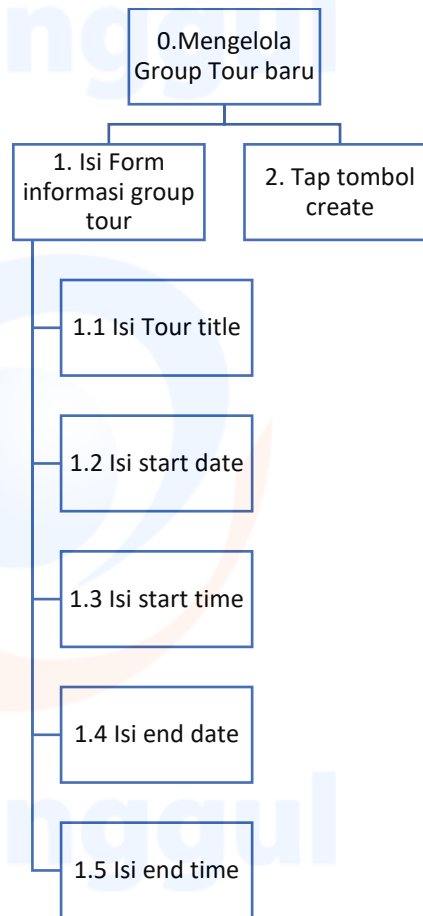 nggul
0.Mengelola
Group Tour baru
1. Isi Form
informasi group
tour
2. Tap tombol
create
1.1 Isi Tour title
1.2 Isi start date
1.3 Isi start time
1.4 Isi end date
nggul
1.5 Isi end time